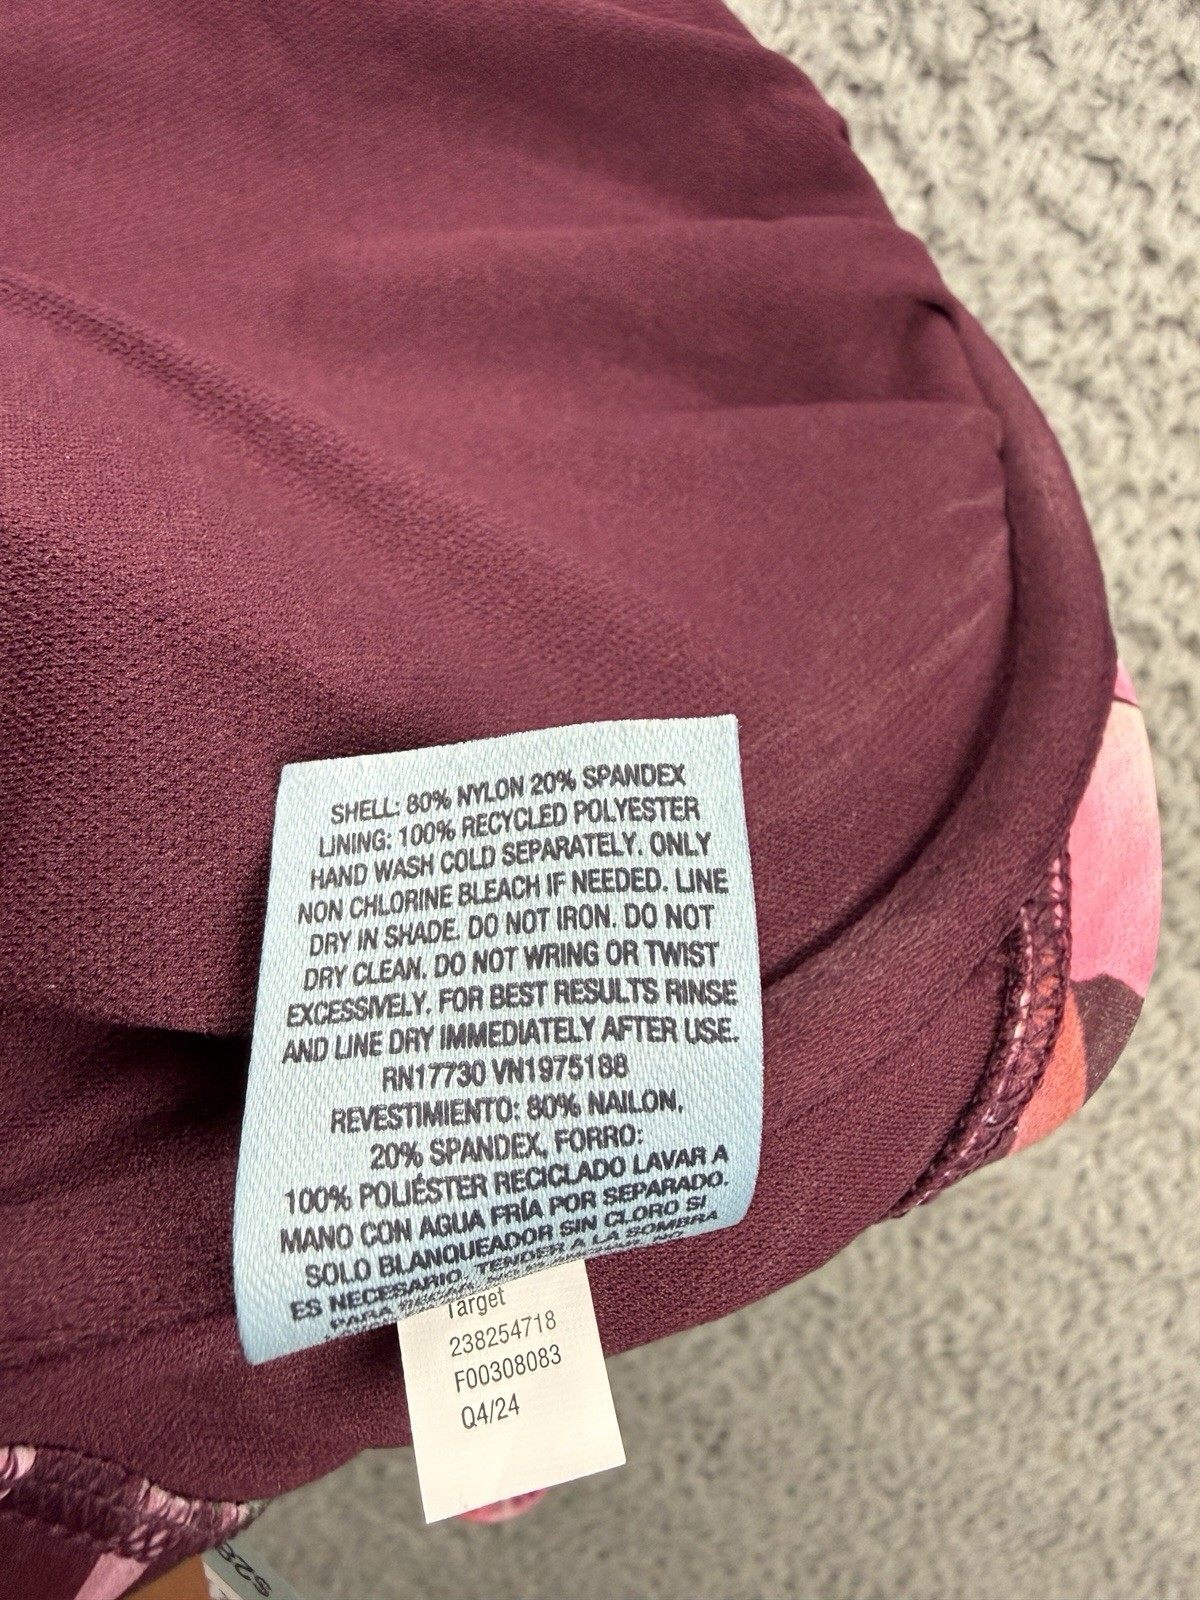 SHELL: 80% NYLON 20% SPANDEX
LINING: 100% RECYCLED POLYESTER
HAND WASH COLD SEPARATELY. ONLY
NON CHLORINE BLEACH IF NEEDED. LINE
DRY IN SHADE. DO NOT IRON. DO NOT
DRY CLEAN. DO NOT WRING OR TWIST
EXCESSIVELY. FOR BEST RESULTS RINSE
AND LINE DRY IMMEDIATELY AFTER USE.
RN17730 VN1975188
REVESTIMIENTO: 80% NAILON,
20% SPANDEX, FORRO:
100% POLIÉSTER RECICLADO LAVAR A
MANO CON AGUA FRÍA POR SEPARADO.
SOLO BLANQUEADOR SIN CLORO SI
ES NECESARIO. TENDER A LA SOMBRA
PARA
Target
238254718
F00308083
Q4/24